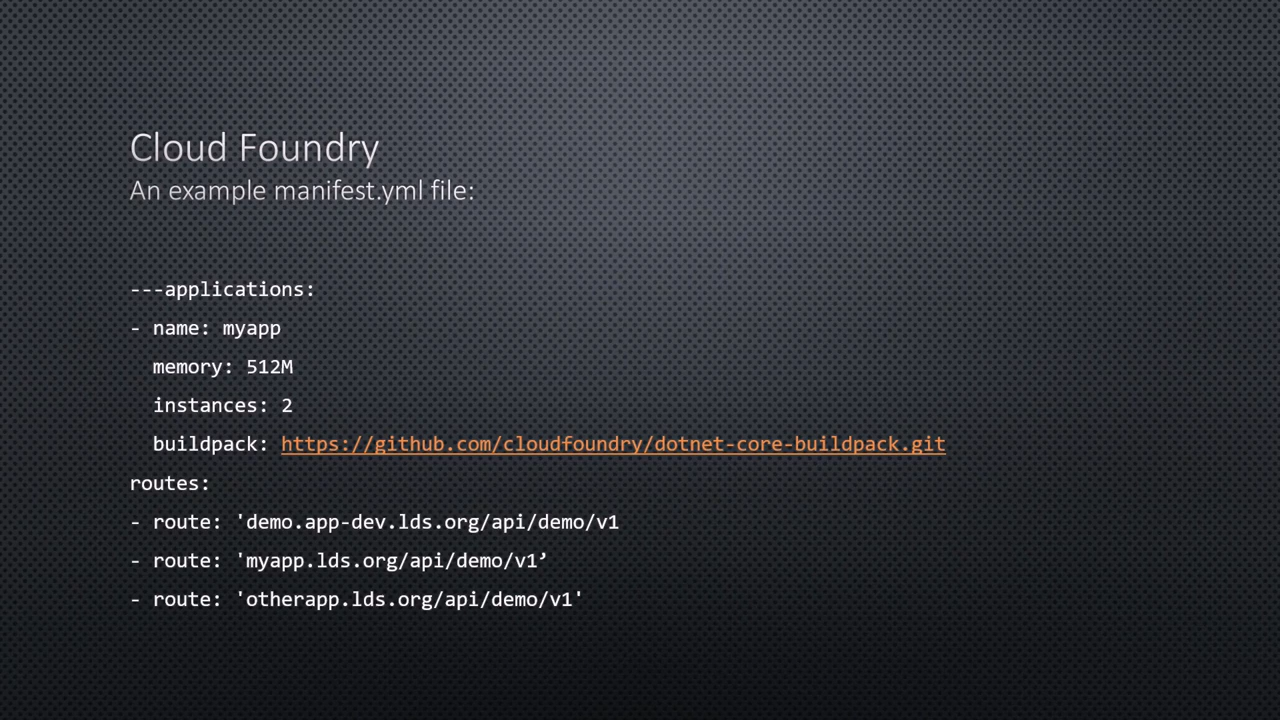 Cloud Foundry
An example manifest.yml file:
---applications:
- name: myapp
memory: 512M
instances: 2
buildpack: https://github.com/cloudfoundry/dotnet-core-buildpack.git
routes:
- route: 'demo.app-dev.lds.org/api/demo/v1
- route: 'myapp.lds.org/api/demo/v1’
- route: 'otherapp.lds.org/api/demo/v1'